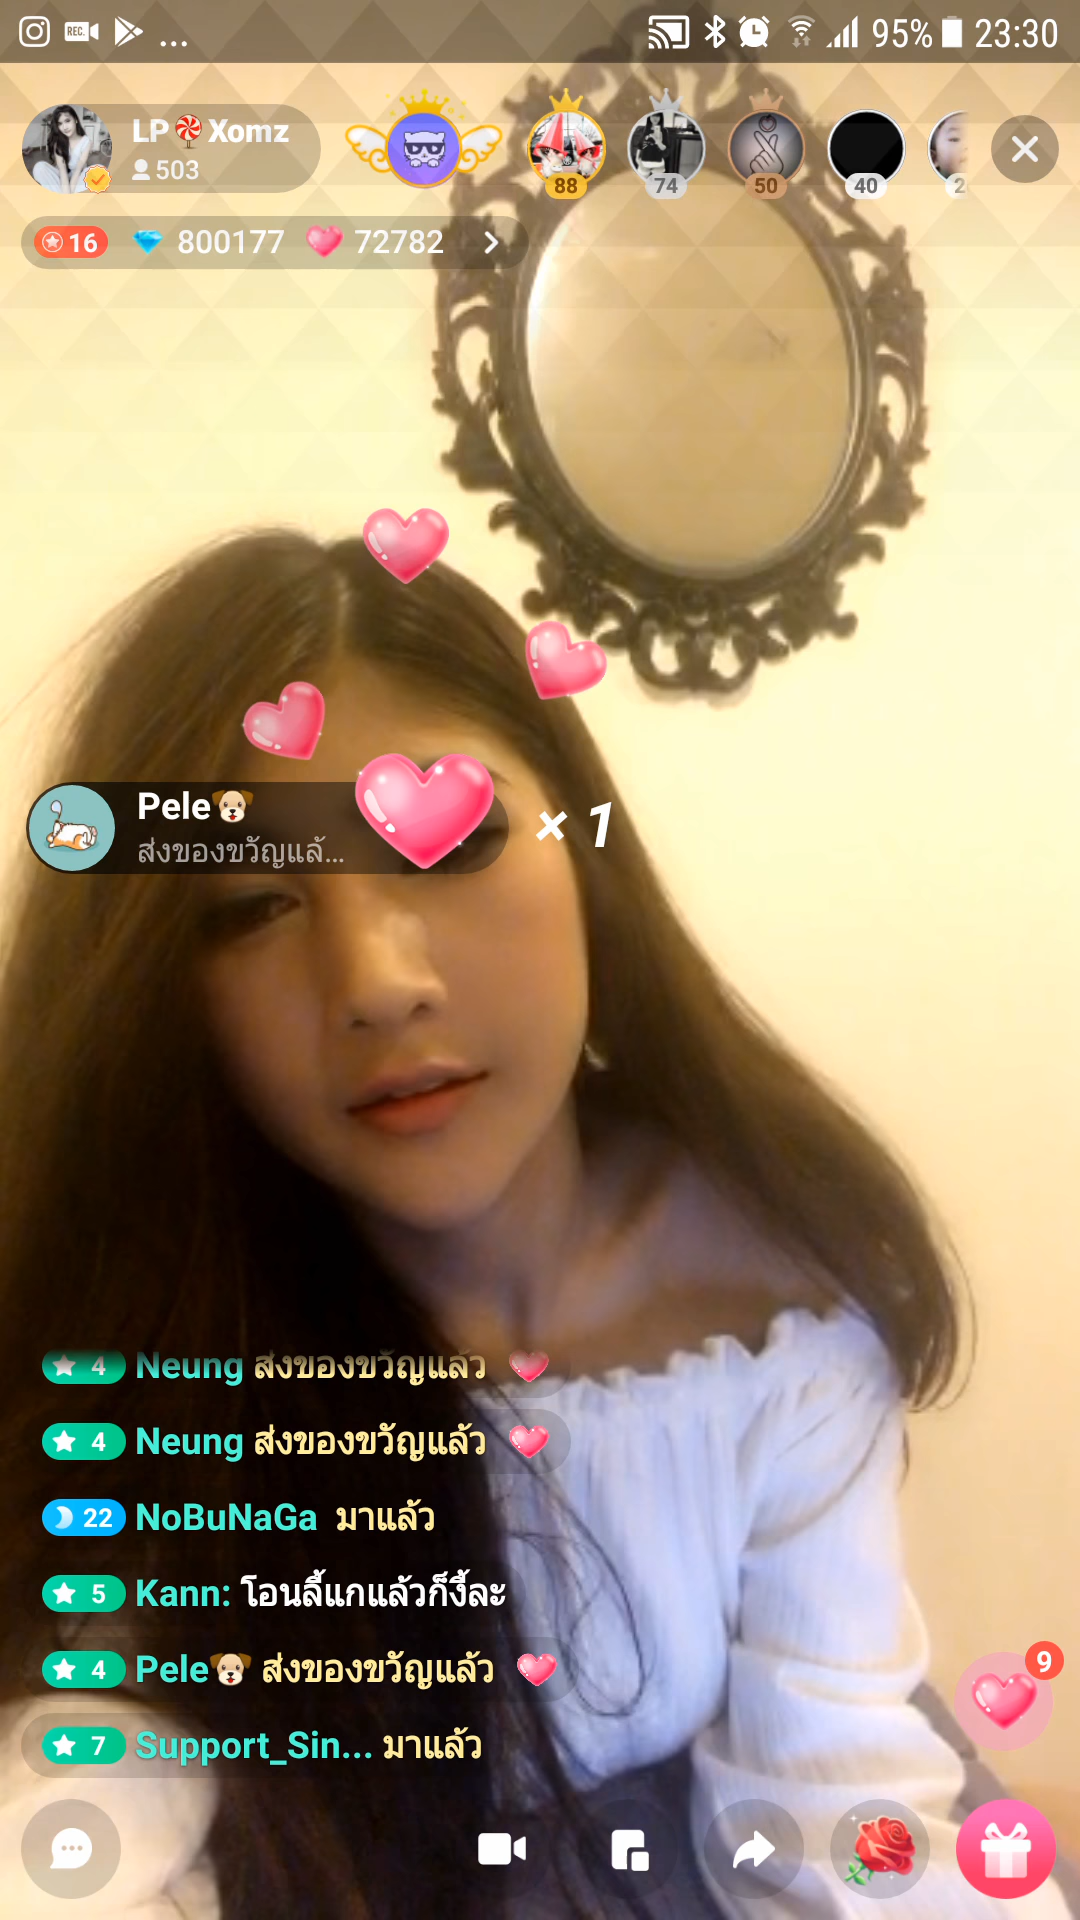 REC.
... 95% 23:30
LP🍭Xomz
503
88 74 50 40
16 800177 72782
Pele🐶
ส่งของขวัญแล้... × 1
4 Neung ส่งของขวัญแล้ว
4 Neung ส่งของขวัญแล้ว
22 NoBuNaGa มาแล้ว
5 Kann: โอนลี้แกแล้วก็งี้ละ
4 Pele🐶 ส่งของขวัญแล้ว
9
7 Support_Sin... มาแล้ว